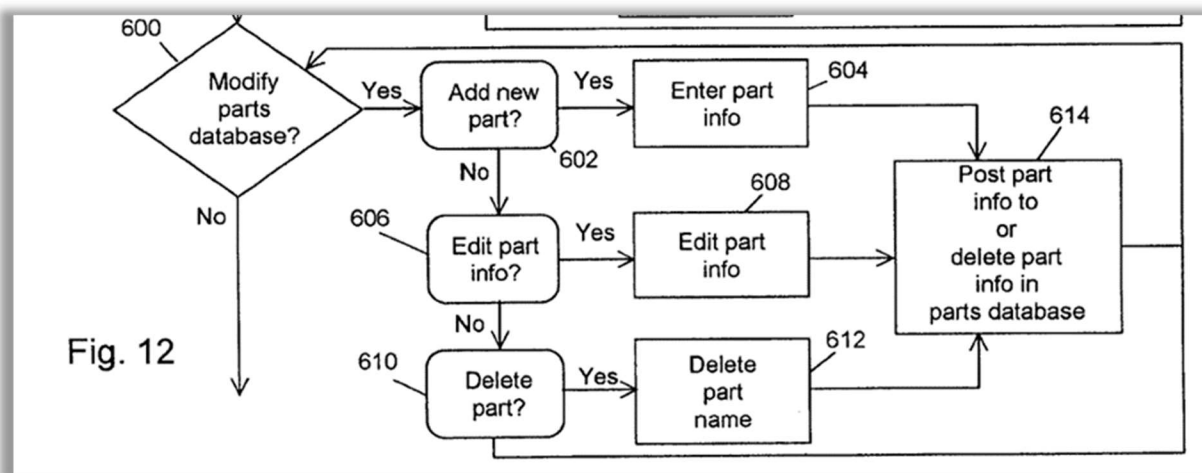 600
Modify
parts
database?
Yes
No
Add new
part?
602
Yes
No
Enter part
info
604
606
Edit part
info?
Yes
No
608
Edit part
info
610
Delete
part?
Yes
Delete
part
name
612
614
Post part
info to
or
delete part
info in
parts database
Fig. 12